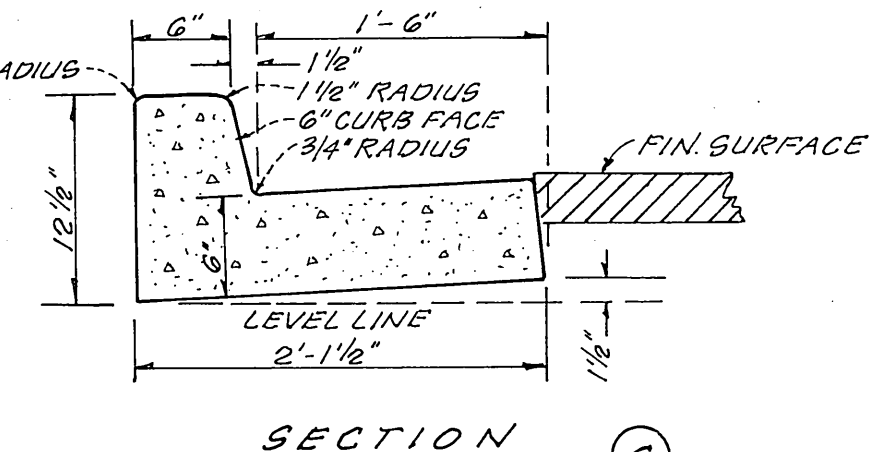 6"
1'-6"
1½"
ADIUS
1½" RADIUS
6" CURB FACE
3/4" RADIUS
FIN. SURFACE
12½"
6"
LEVEL LINE
2'-1½"
1½"
SECTION